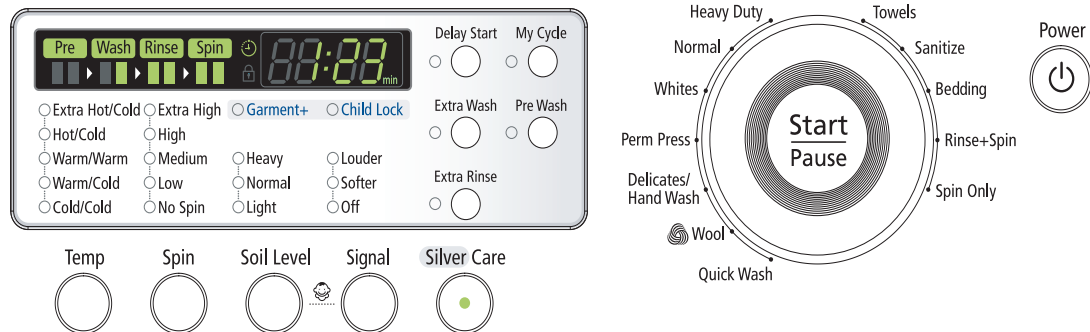 Pre Wash Rinse Spin
1:23 min
Extra Hot/Cold
Hot/Cold
Warm/Warm
Warm/Cold
Cold/Cold
Extra High
High
Medium
Low
No Spin
Garment+
Heavy
Normal
Light
Child Lock
Louder
Softer
Off
Delay Start
My Cycle
Extra Wash
Pre Wash
Extra Rinse
Temp
Spin
Soil Level
Signal
Silver Care
Heavy Duty
Normal
Whites
Perm Press
Delicates/
Hand Wash
Wool
Quick Wash
Towels
Sanitize
Bedding
Rinse+Spin
Spin Only
Start
Pause
Power